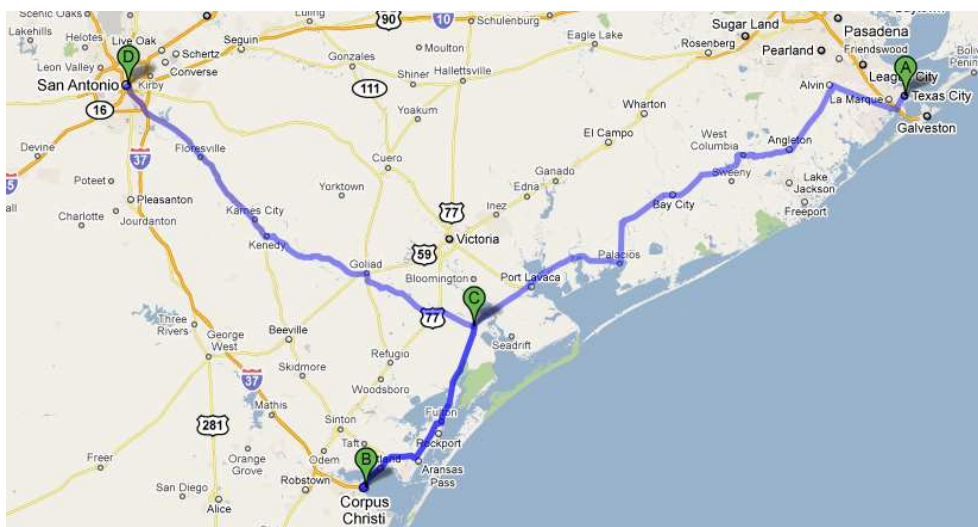 Scenic Oaks
Luling
Schulenburg
Lakehills
Helotes
Live Oak
Schertz
Seguin
90
10
Eagle Lake
Sugar Land
Pasadena
Leon Valley
Converse
Moulton
Rosenberg
Pearland
Friendswood
D
San Antonio
Kirby
Gonzales
Shiner
Hallettsville
League City
A
Alvin
Texas City
La Marque
Galveston
16
111
Yoakum
Wharton
Devine
37
Floresville
El Campo
West
Columbia
Angleton
Cuero
Poteet
Pleasanton
Yorktown
Ganado
Edna
Sweeny
Lake
Jackson
Charlotte
Jourdanton
Karnes City
77
Inez
Bay City
Freeport
Kenedy
59
Victoria
Goliad
Bloomington
Port Lavaca
Palacios
C
Three
Rivers
77
George
West
Beeville
Seadrift
Refugio
37
Skidmore
Woodsboro
Mathis
Fulton
281
Sinton
Rockport
Taft
Freer
Orange
Grove
Odem
B
Aransas
Pass
San Diego
Alice
Robstown
Corpus
Christi